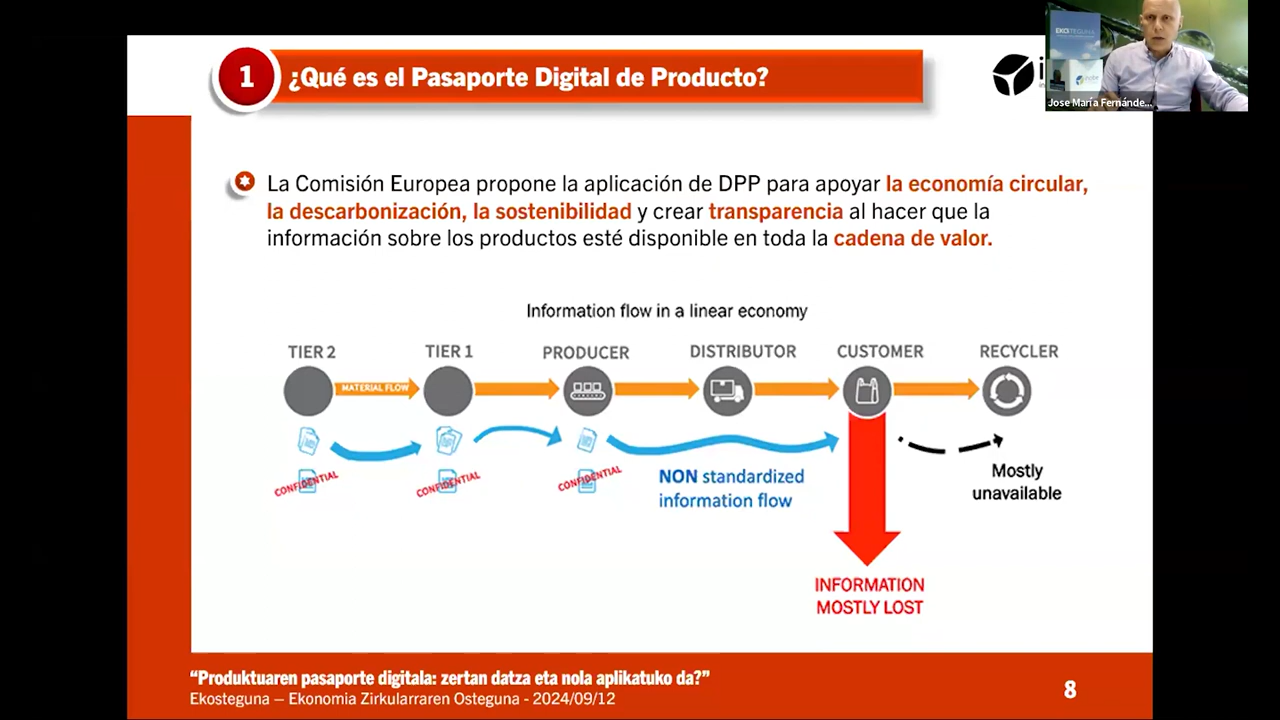 1
¿Qué es el Pasaporte Digital de Producto?
EKOSTEGUNA
Jose María Fernánde...
La Comisión Europea propone la aplicación de DPP para apoyar la economía circular,
la descarbonización, la sostenibilidad y crear transparencia al hacer que la
información sobre los productos esté disponible en toda la cadena de valor.
Information flow in a linear economy
TIER 2 TIER 1 PRODUCER DISTRIBUTOR CUSTOMER RECYCLER
MATERIAL FLOW
CONFIDENTIAL CONFIDENTIAL CONFIDENTIAL
NON standardized
information flow
Mostly
unavailable
INFORMATION
MOSTLY LOST
“Produktuaren pasaporte digitala: zertan datza eta nola aplikatuko da?”
Ekosteguna – Ekonomia Zirkularraren Osteguna - 2024/09/12
8